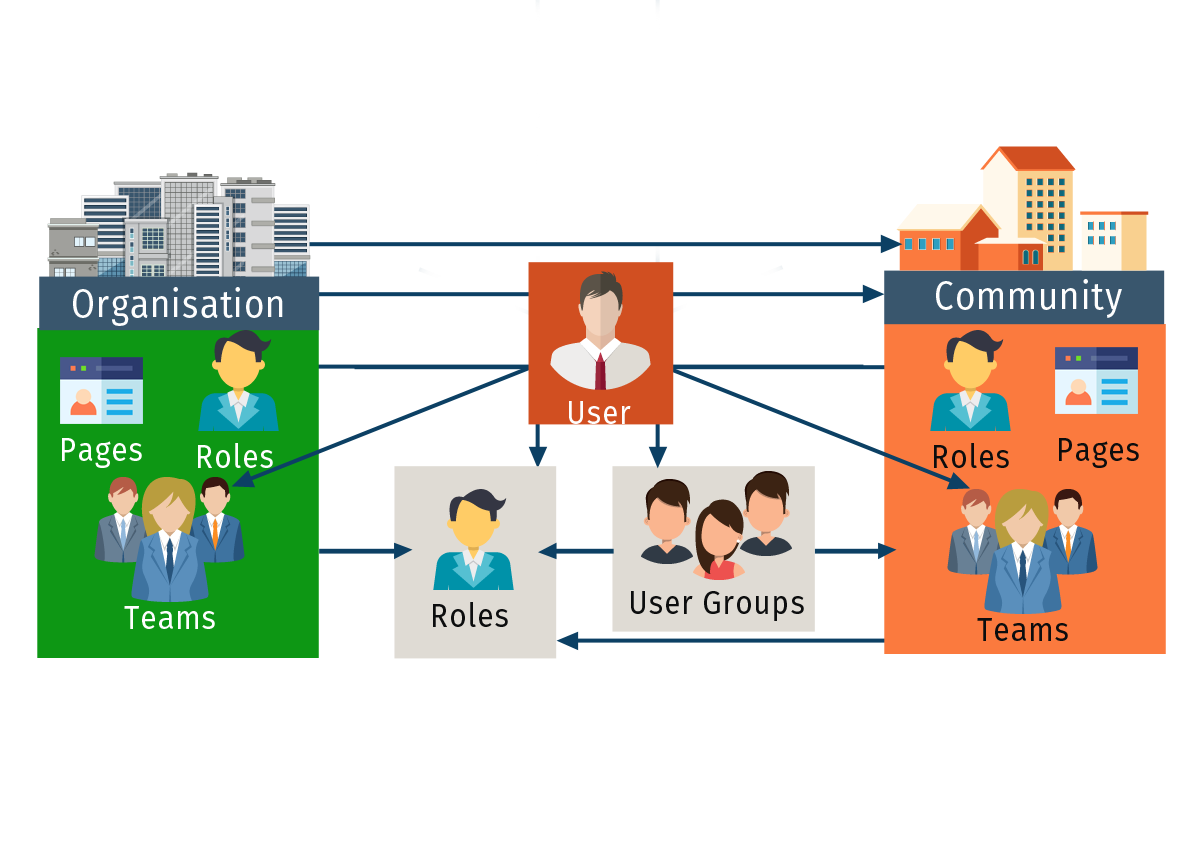 Organisation
Pages
Roles
Teams
User
Roles
User Groups
Community
Roles
Pages
Teams